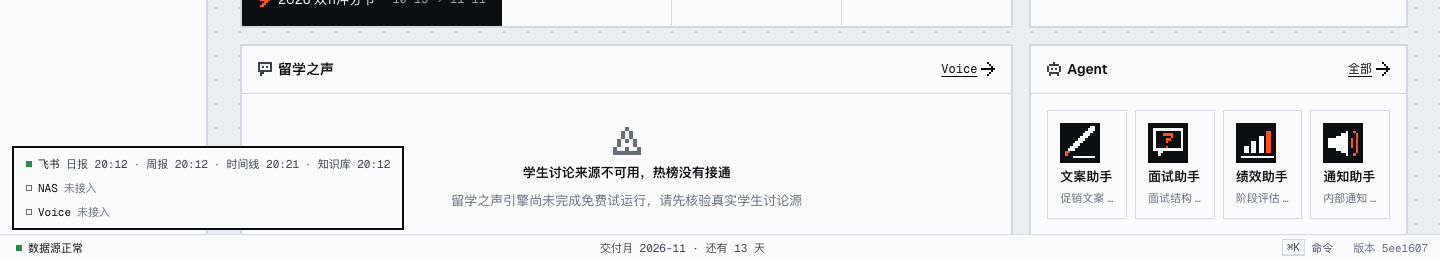 留学之声
Voice
Agent
全部
学生讨论来源不可用，热榜没有接通
留学之声引擎尚未完成免费试运行，请先核验真实学生讨论源
文案助手
促销文案 …
面试助手
面试结构 …
绩效助手
阶段评估 …
通知助手
内部通知 …
飞书 日报 20:12 · 周报 20:12 · 时间线 20:21 · 知识库 20:12
NAS 未接入
Voice 未接入
数据源正常
交付月 2026-11 · 还有 13 天
⌘K 命令
版本 5ee1607